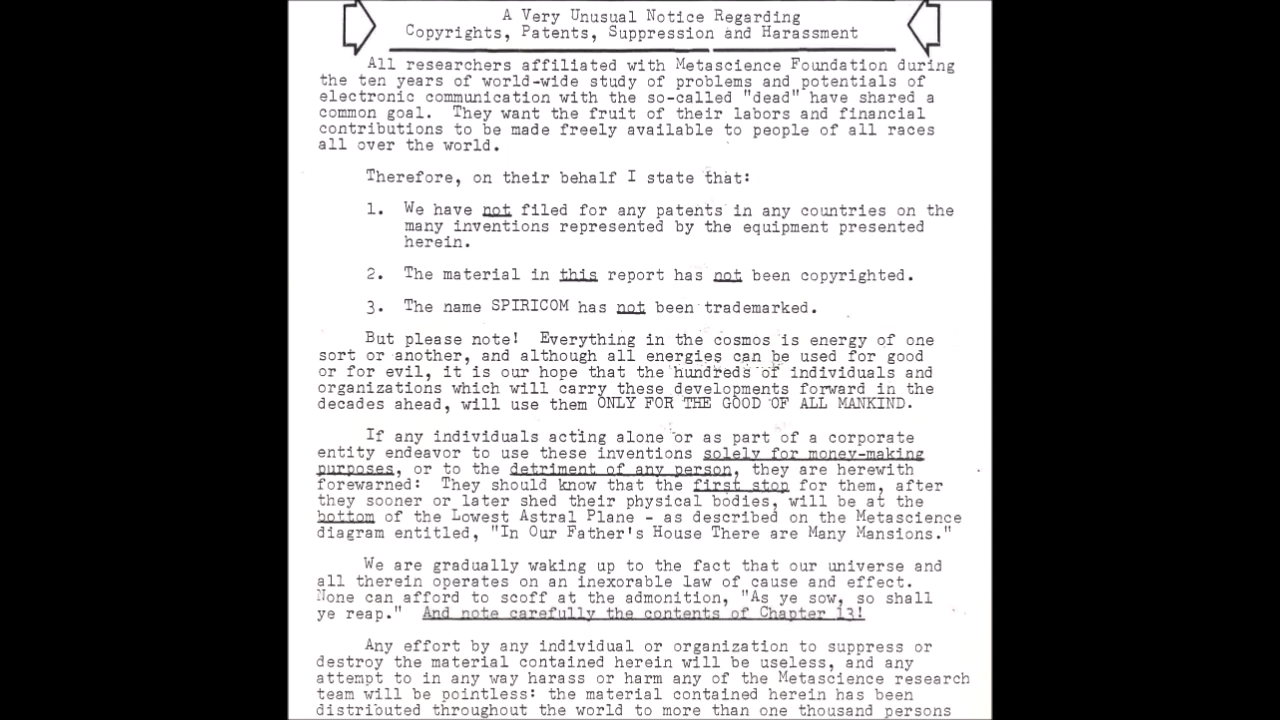 A Very Unusual Notice Regarding
Copyrights, Patents, Suppression and Harassment
All researchers affiliated with Metascience Foundation during
the ten years of world-wide study of problems and potentials of
electronic communication with the so-called "dead" have shared a
common goal. They want the fruit of their labors and financial
contributions to be made freely available to people of all races
all over the world.
Therefore, on their behalf I state that:
1. We have not filed for any patents in any countries on the
many inventions represented by the equipment presented
herein.
2. The material in this report has not been copyrighted.
3. The name SPIRICOM has not been trademarked.
But please note! Everything in the cosmos is energy of one
sort or another, and although all energies can be used for good
or for evil, it is our hope that the hundreds of individuals and
organizations which will carry these developments forward in the
decades ahead, will use them ONLY FOR THE GOOD OF ALL MANKIND.
If any individuals acting alone or as part of a corporate
entity endeavor to use these inventions solely for money-making
purposes, or to the detriment of any person, they are herewith
forewarned: They should know that the first stop for them, after
they sooner or later shed their physical bodies, will be at the
bottom of the Lowest Astral Plane - as described on the Metascience
diagram entitled, "In Our Father's House There are Many Mansions."
We are gradually waking up to the fact that our universe and
all therein operates on an inexorable law of cause and effect.
None can afford to scoff at the admonition, "As ye sow, so shall
ye reap." And note carefully the contents of Chapter 13!
Any effort by any individual or organization to suppress or
destroy the material contained herein will be useless, and any
attempt to in any way harass or harm any of the Metascience research
team will be pointless: the material contained herein has been
distributed throughout the world to more than one thousand persons